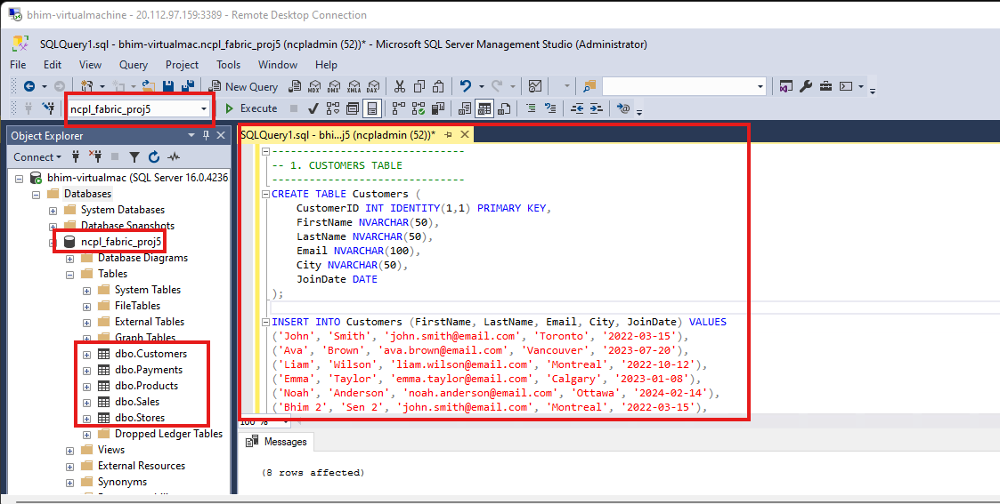 bhim-virtualmachine - 20.112.97.159:3389 - Remote Desktop Connection
SQLQuery1.sql - bhim-virtualmac.ncpl_fabric_proj5 (ncpladmin (52))* - Microsoft SQL Server Management Studio (Administrator)
File Edit View Query Project Tools Window Help
New Query MDX DMX XMLA DAX
ncpl_fabric_proj5 Execute
Object Explorer
Connect
bhim-virtualmac (SQL Server 16.0.4236
Databases
System Databases
Database Snapshots
ncpl_fabric_proj5
Database Diagrams
Tables
System Tables
FileTables
External Tables
Graph Tables
dbo.Customers
dbo.Payments
dbo.Products
dbo.Sales
dbo.Stores
Dropped Ledger Tables
Views
External Resources
Synonyms
SQLQuery1.sql - bhi...j5 (ncpladmin (52))*
------------------------------
-- 1. CUSTOMERS TABLE
------------------------------
CREATE TABLE Customers (
CustomerID INT IDENTITY(1,1) PRIMARY KEY,
FirstName NVARCHAR(50),
LastName NVARCHAR(50),
Email NVARCHAR(100),
City NVARCHAR(50),
JoinDate DATE
);
INSERT INTO Customers (FirstName, LastName, Email, City, JoinDate) VALUES
('John', 'Smith', 'john.smith@email.com', 'Toronto', '2022-03-15'),
('Ava', 'Brown', 'ava.brown@email.com', 'Vancouver', '2023-07-20'),
('Liam', 'Wilson', 'liam.wilson@email.com', 'Montreal', '2022-10-12'),
('Emma', 'Taylor', 'emma.taylor@email.com', 'Calgary', '2023-01-08'),
('Noah', 'Anderson', 'noah.anderson@email.com', 'Ottawa', '2024-02-14'),
('Bhim 2', 'Sen 2', 'john.smith@email.com', 'Montreal', '2022-03-15'),
100 %
Messages
(8 rows affected)